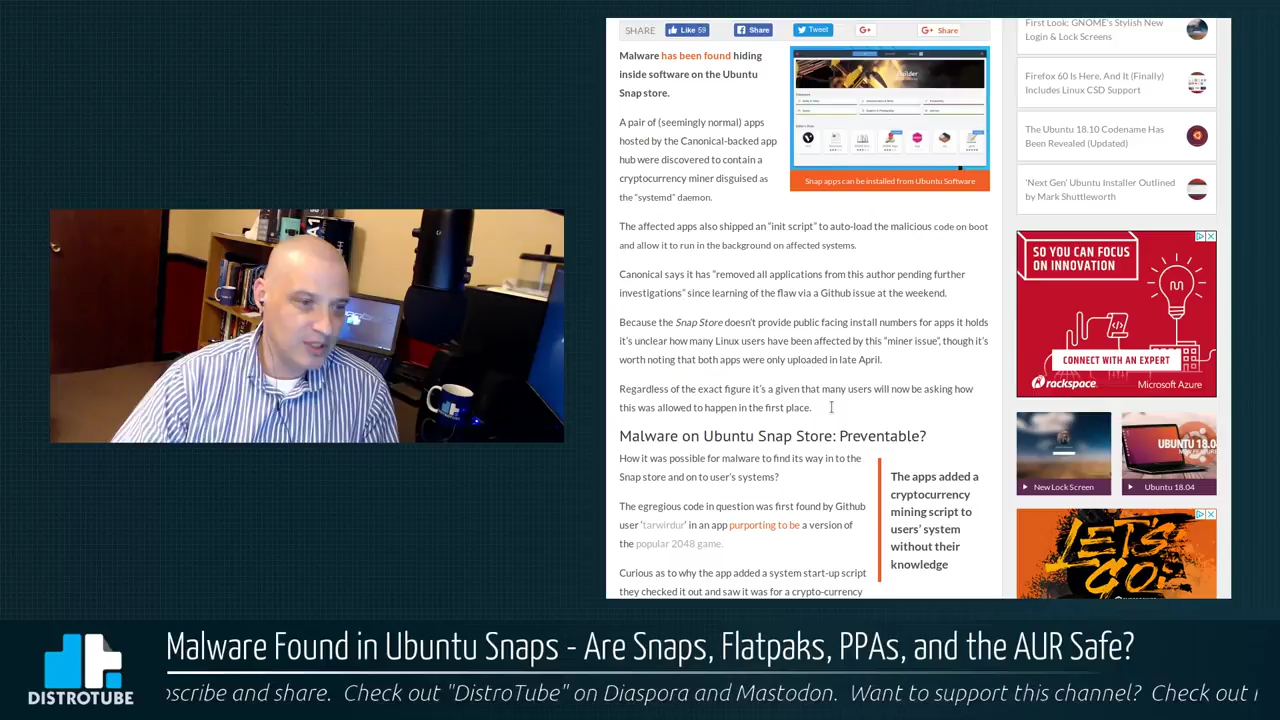 SHARE
Like 59
Share
Tweet
G+
G+ Share
Malware has been found hiding
inside software on the Ubuntu
Snap store.
Snap apps can be installed from Ubuntu Software
A pair of (seemingly normal) apps
hosted by the Canonical-backed app
hub were discovered to contain a
cryptocurrency miner disguised as
the “systemd” daemon.
The affected apps also shipped an “init script” to auto-load the malicious code on boot
and allow it to run in the background on affected systems.
Canonical says it has “removed all applications from this author pending further
investigations” since learning of the flaw via a Github issue at the weekend.
Because the Snap Store doesn’t provide public facing install numbers for apps it holds
it’s unclear how many Linux users have been affected by this “miner issue”, though it’s
worth noting that both apps were only uploaded in late April.
Regardless of the exact figure it’s a given that many users will now be asking how
this was allowed to happen in the first place.
Malware on Ubuntu Snap Store: Preventable?
How it was possible for malware to find its way in to the
Snap store and on to user’s systems?
The egregious code in question was first found by Github
user ‘tarwirdur’ in an app purporting to be a version of
the popular 2048 game.
Curious as to why the app added a system start-up script
they checked it out and saw it was for a crypto-currency
The apps added a
cryptocurrency
mining script to
users’ system
without their
knowledge
First Look: GNOME’s Stylish New
Login & Lock Screens
Firefox 60 Is Here, And It (Finally)
Includes Linux CSD Support
The Ubuntu 18.10 Codename Has
Been Revealed (Updated)
‘Next Gen’ Ubuntu Installer Outlined
by Mark Shuttleworth
SO YOU CAN FOCUS
ON INNOVATION
CONNECT WITH AN EXPERT
rackspace
Microsoft Azure
New Lock Screen
UBUNTU 18.0
Ubuntu 18.04
LET'S
GO
Malware Found in Ubuntu Snaps - Are Snaps, Flatpaks, PPAs, and the AUR Safe?
DISTROTUBE
bscribe and share. Check out "DistroTube" on Diaspora and Mastodon. Want to support this channel? Check out